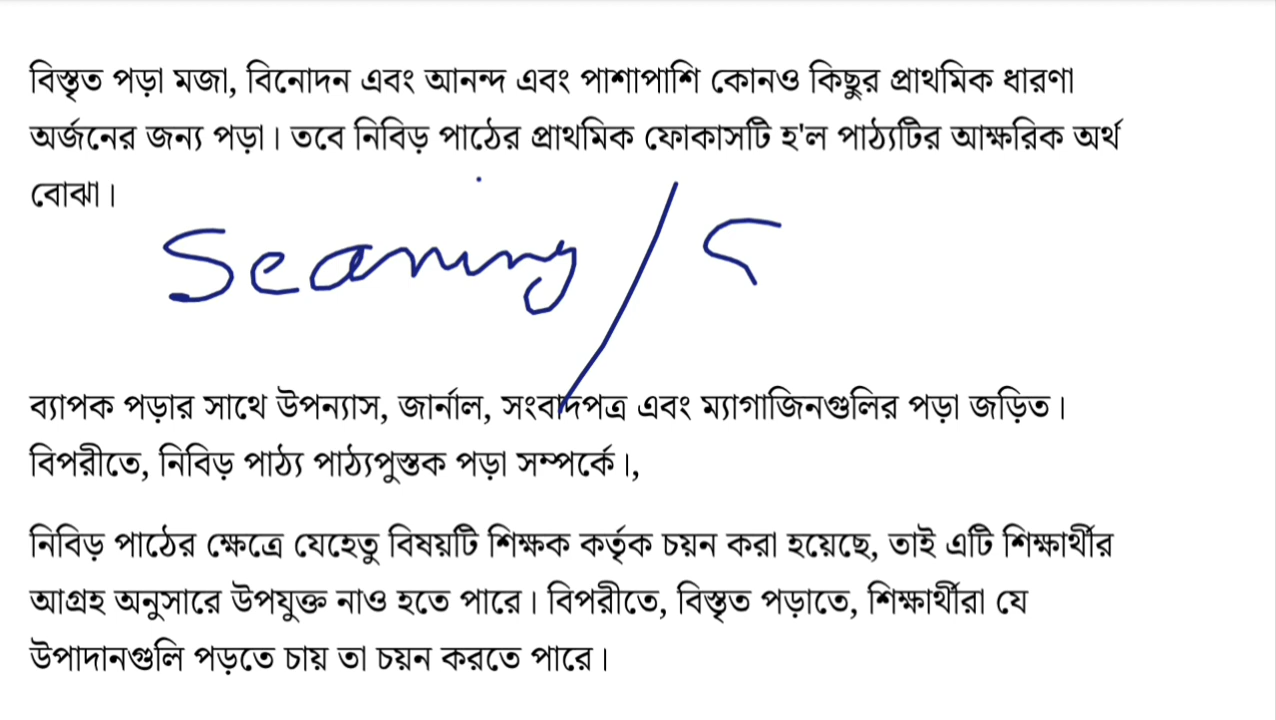 বিস্তৃত পড়া মজা, বিনোদন এবং আনন্দ এবং পাশাপাশি কোনও কিছুর প্রাথমিক ধারণা
অর্জনের জন্য পড়া। তবে নিবিড় পাঠের প্রাথমিক ফোকাসটি হ'ল পাঠ্যটির আক্ষরিক অর্থ
বোঝা।
ব্যাপক পড়ার সাথে উপন্যাস, জার্নাল, সংবাদপত্র এবং ম্যাগাজিনগুলির পড়া জড়িত।
বিপরীতে, নিবিড় পাঠ্য পাঠ্যপুস্তক পড়া সম্পর্কে।,
নিবিড় পাঠের ক্ষেত্রে যেহেতু বিষয়টি শিক্ষক কর্তৃক চয়ন করা হয়েছে, তাই এটি শিক্ষার্থীর
আগ্রহ অনুসারে উপযুক্ত নাও হতে পারে। বিপরীতে, বিস্তৃত পড়াতে, শিক্ষার্থীরা যে
উপাদানগুলি পড়তে চায় তা চয়ন করতে পারে।